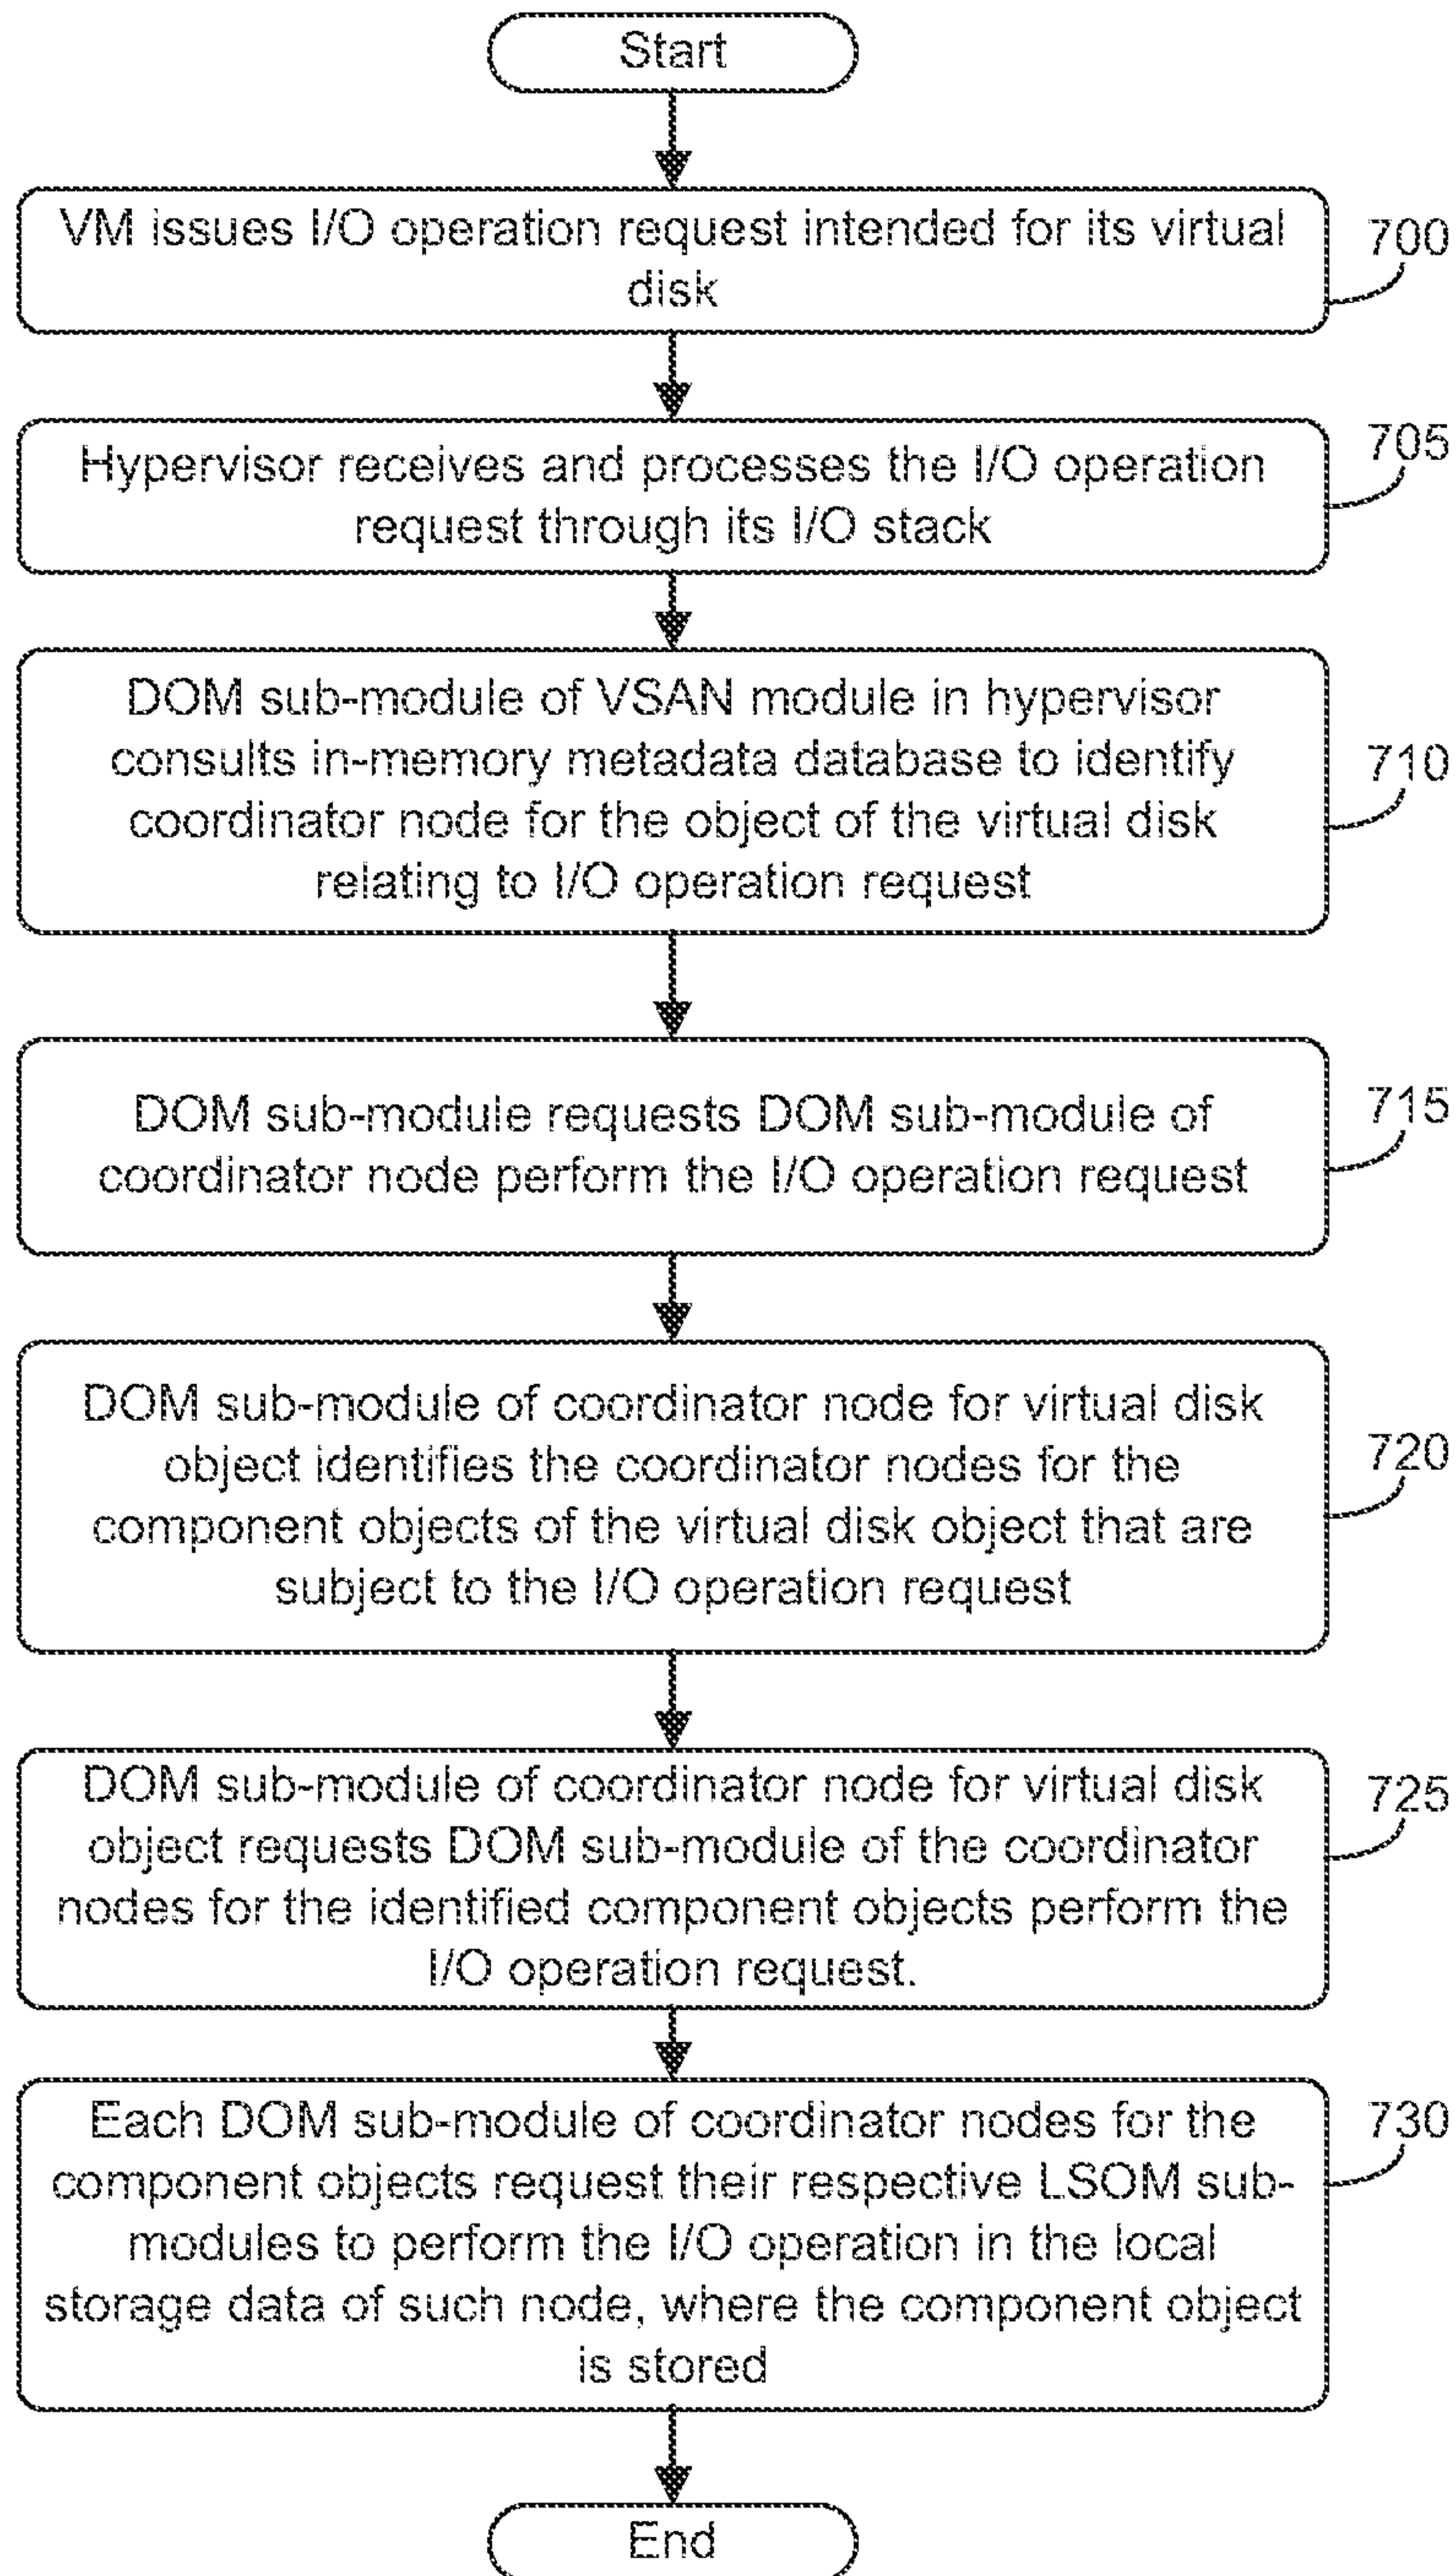 Start
VM issues I/O operation request intended for its virtual
disk
700
Hypervisor receives and processes the I/O operation
request through its I/O stack
705
DOM sub-module of VSAN module in hypervisor
consults in-memory metadata database to identify
coordinator node for the object of the virtual disk
relating to I/O operation request
710
DOM sub-module requests DOM sub-module of
coordinator node perform the I/O operation request
715
DOM sub-module of coordinator node for virtual disk
object identifies the coordinator nodes for the
component objects of the virtual disk object that are
subject to the I/O operation request
720
DOM sub-module of coordinator node for virtual disk
object requests DOM sub-module of the coordinator
nodes for the identified component objects perform the
I/O operation request.
725
Each DOM sub-module of coordinator nodes for the
component objects request their respective LSOM sub-
modules to perform the I/O operation in the local
storage data of such node, where the component object
is stored
730
End